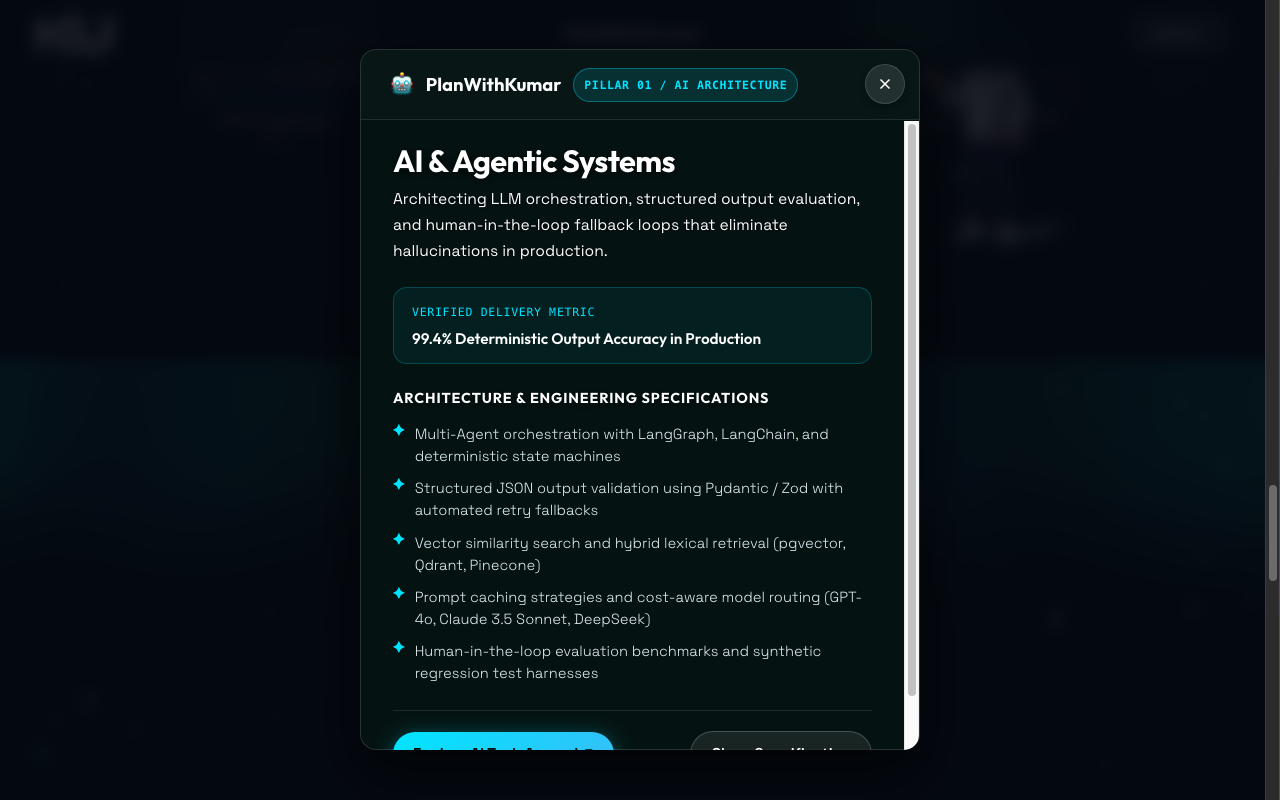 PlanWithKumar
PILLAR 01 / AI ARCHITECTURE
AI & Agentic Systems
Architecting LLM orchestration, structured output evaluation,
and human-in-the-loop fallback loops that eliminate
hallucinations in production.
VERIFIED DELIVERY METRIC
99.4% Deterministic Output Accuracy in Production
ARCHITECTURE & ENGINEERING SPECIFICATIONS
Multi-Agent orchestration with LangGraph, LangChain, and
deterministic state machines
Structured JSON output validation using Pydantic / Zod with
automated retry fallbacks
Vector similarity search and hybrid lexical retrieval (pgvector,
Qdrant, Pinecone)
Prompt caching strategies and cost-aware model routing (GPT-
4o, Claude 3.5 Sonnet, DeepSeek)
Human-in-the-loop evaluation benchmarks and synthetic
regression test harnesses